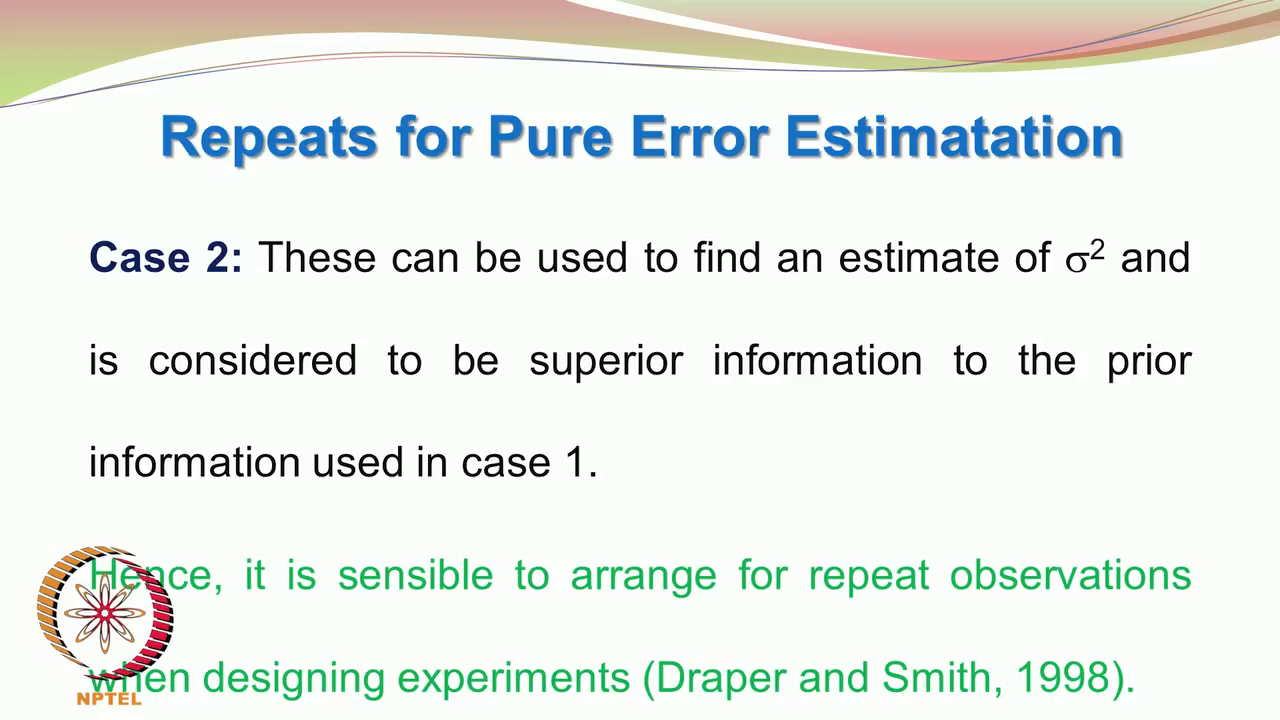 Repeats for Pure Error Estimatation
Case 2: These can be used to find an estimate of σ² and
is considered to be superior information to the prior
information used in case 1.
Hence, it is sensible to arrange for repeat observations
when designing experiments (Draper and Smith, 1998).
NPTEL